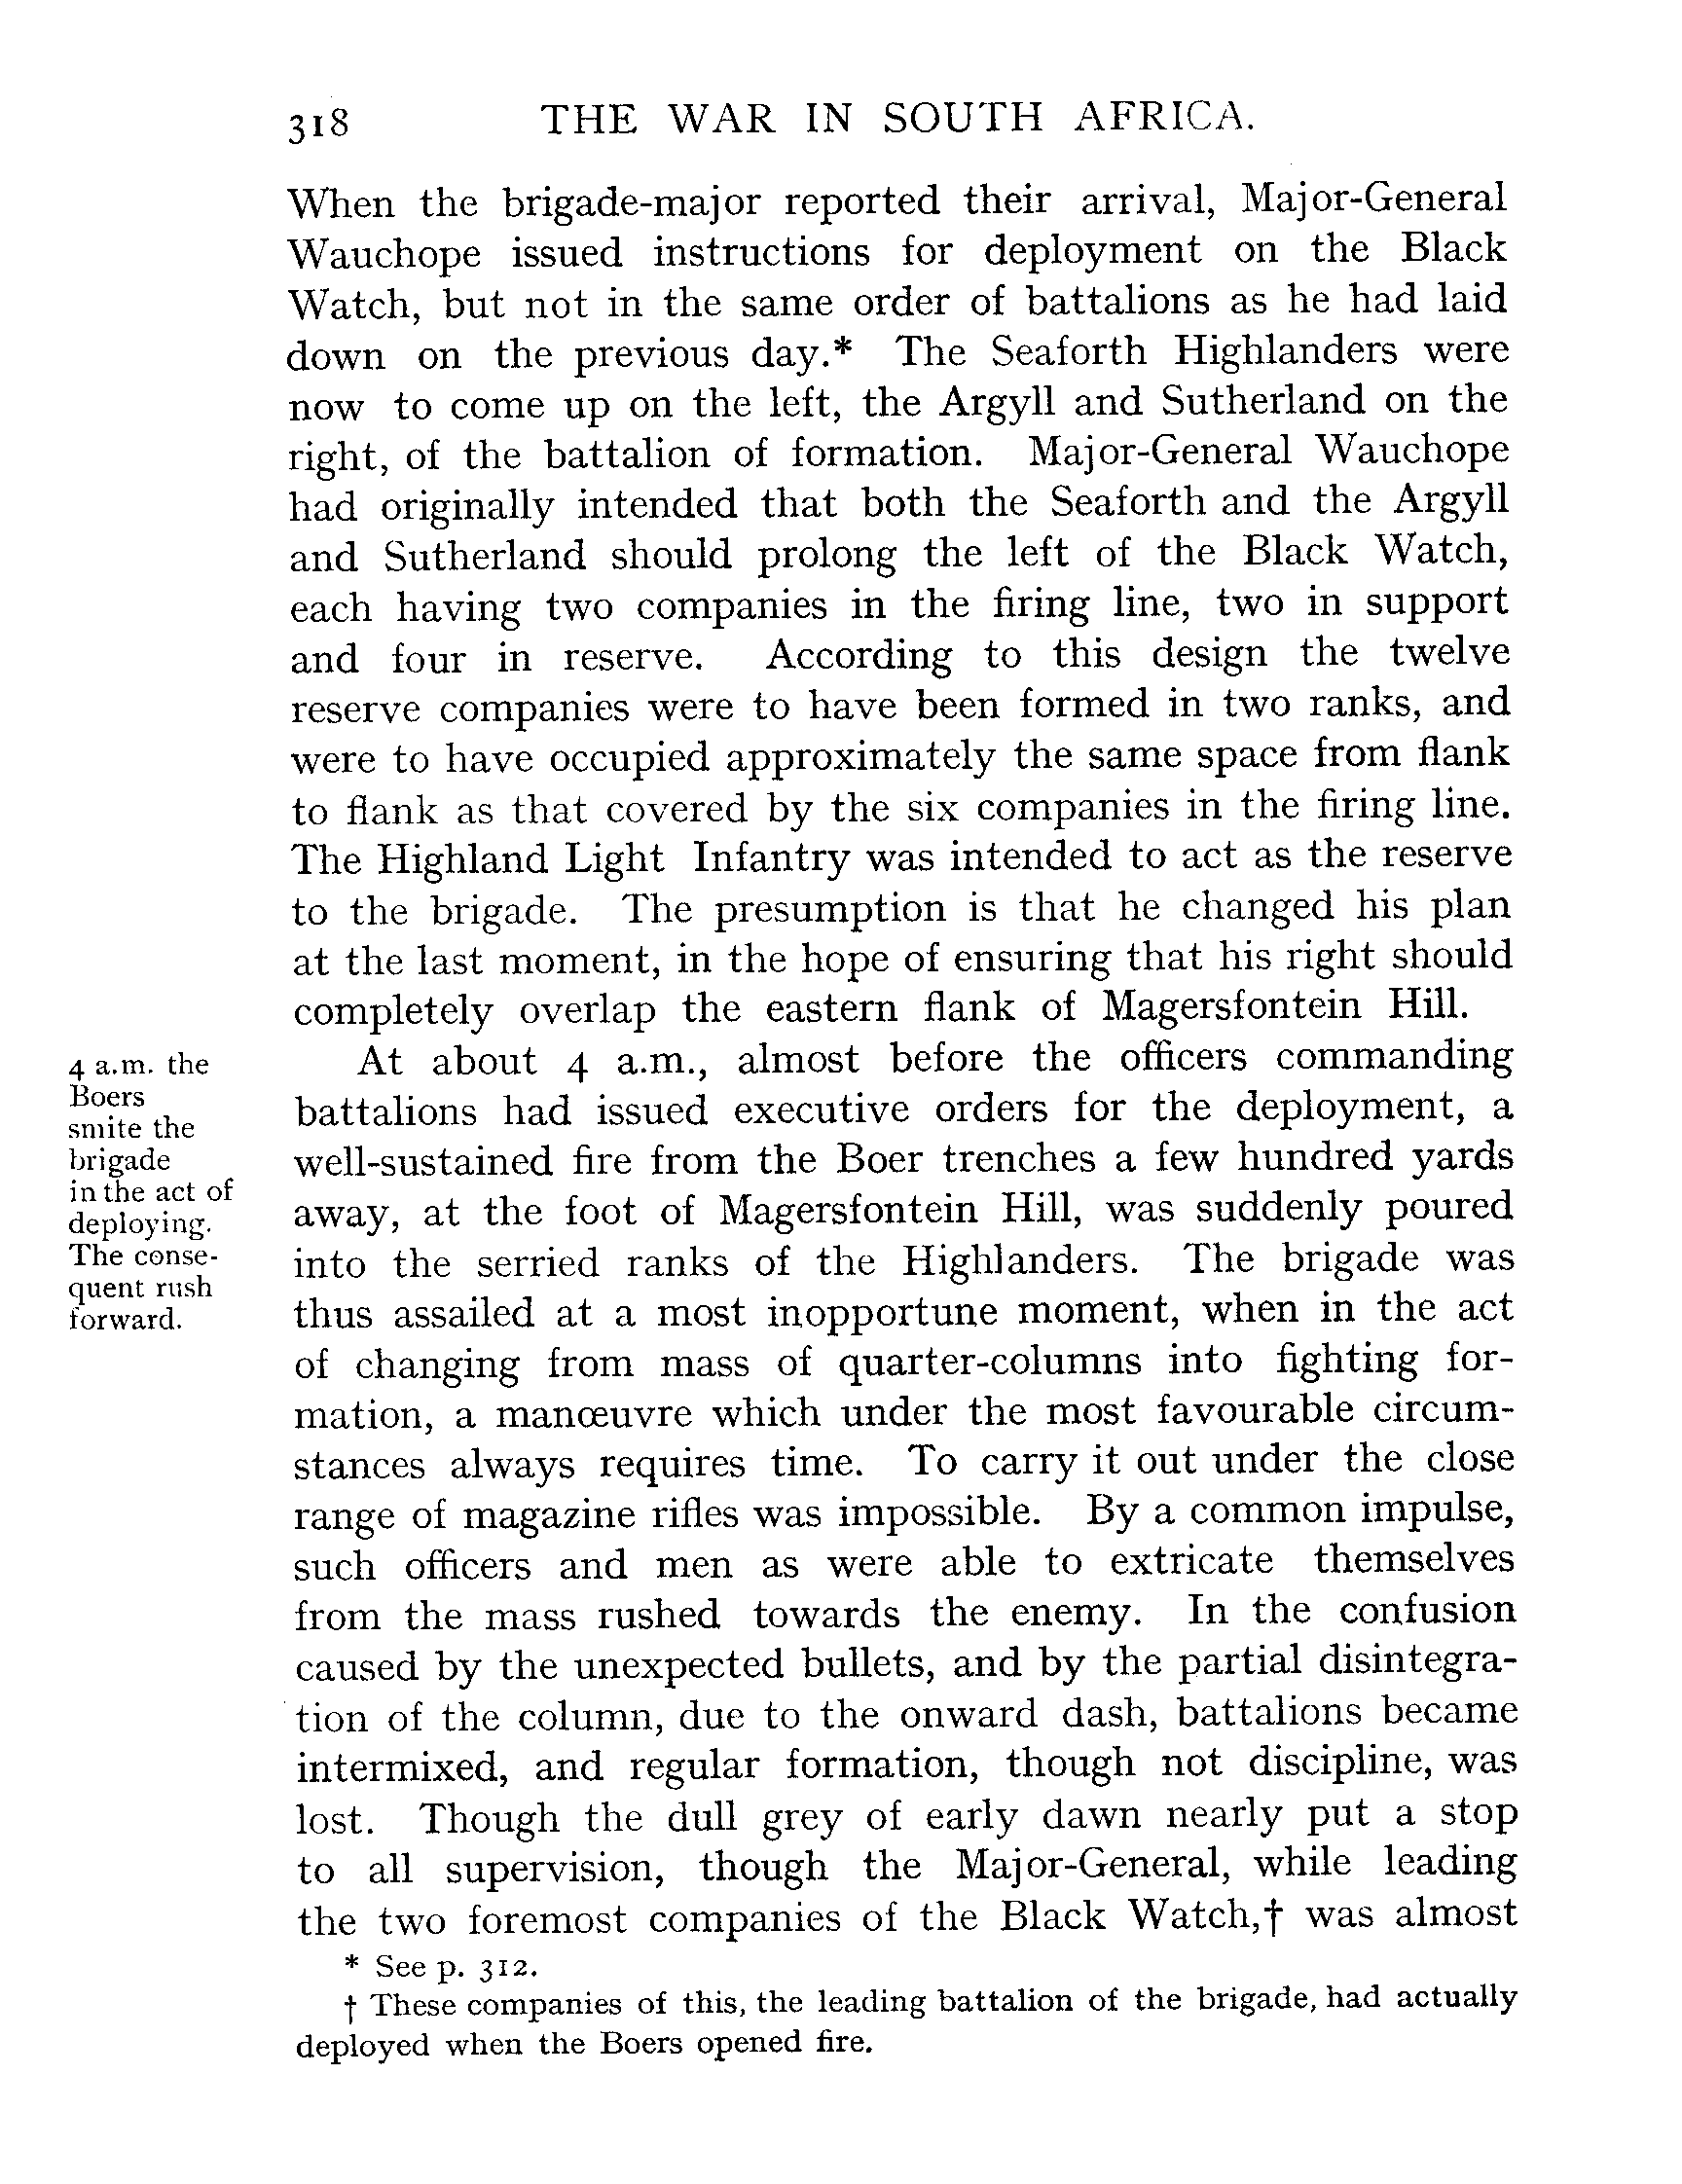 318 THE WAR IN SOUTH AFRICA.
When the brigade-major reported their arrival, Major-General
Wauchope issued instructions for deployment on the Black
Watch, but not in the same order of battalions as he had laid
down on the previous day.* The Seaforth Highlanders were
now to come up on the left, the Argyll and Sutherland on the
right, of the battalion of formation. Major-General Wauchope
had originally intended that both the Seaforth and the Argyll
and Sutherland should prolong the left of the Black Watch,
each having two companies in the firing line, two in support
and four in reserve. According to this design the twelve
reserve companies were to have been formed in two ranks, and
were to have occupied approximately the same space from flank
to flank as that covered by the six companies in the firing line.
The Highland Light Infantry was intended to act as the reserve
to the brigade. The presumption is that he changed his plan
at the last moment, in the hope of ensuring that his right should
completely overlap the eastern flank of Magersfontein Hill.
4 a.m. the
Boers
smite the
brigade
in the act of
deploying.
The conse-
quent rush
forward.
At about 4 a.m., almost before the officers commanding
battalions had issued executive orders for the deployment, a
well-sustained fire from the Boer trenches a few hundred yards
away, at the foot of Magersfontein Hill, was suddenly poured
into the serried ranks of the Highlanders. The brigade was
thus assailed at a most inopportune moment, when in the act
of changing from mass of quarter-columns into fighting for-
mation, a manœuvre which under the most favourable circum-
stances always requires time. To carry it out under the close
range of magazine rifles was impossible. By a common impulse,
such officers and men as were able to extricate themselves
from the mass rushed towards the enemy. In the confusion
caused by the unexpected bullets, and by the partial disintegra-
tion of the column, due to the onward dash, battalions became
intermixed, and regular formation, though not discipline, was
lost. Though the dull grey of early dawn nearly put a stop
to all supervision, though the Major-General, while leading
the two foremost companies of the Black Watch,† was almost
* See p. 312.
† These companies of this, the leading battalion of the brigade, had actually
deployed when the Boers opened fire.